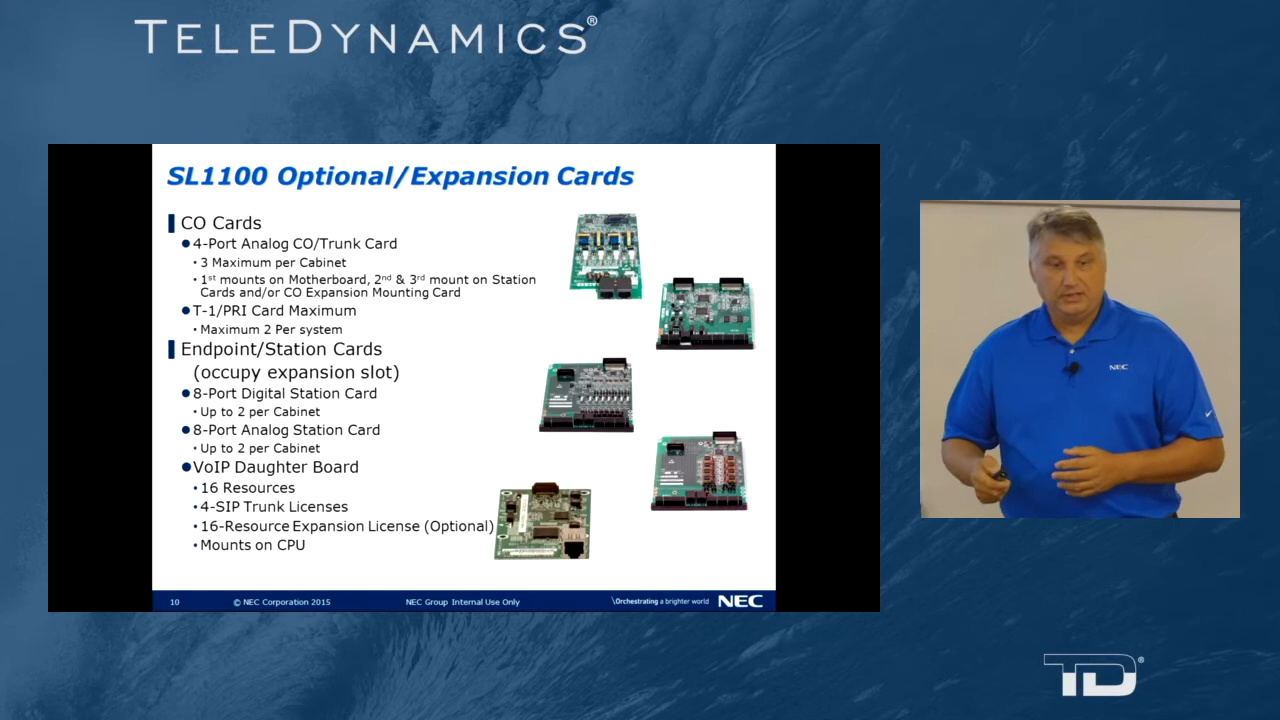 TELEDYNAMICS®
SL1100 Optional/Expansion Cards
CO Cards
4-Port Analog CO/Trunk Card
3 Maximum per Cabinet
1st mounts on Motherboard, 2nd & 3rd mount on Station
Cards and/or CO Expansion Mounting Card
T-1/PRI Card Maximum
Maximum 2 Per system
Endpoint/Station Cards
(occupy expansion slot)
8-Port Digital Station Card
Up to 2 per Cabinet
8-Port Analog Station Card
Up to 2 per Cabinet
VoIP Daughter Board
16 Resources
4-SIP Trunk Licenses
16-Resource Expansion License (Optional)
Mounts on CPU
10 © NEC Corporation 2015 NEC Group Internal Use Only \Orchestrating a brighter world NEC
NEC
TD®